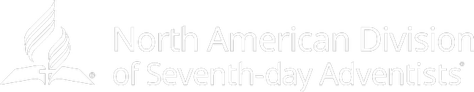 North American Division
of Seventh-day Adventists®